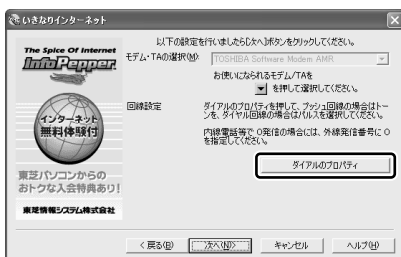 いきなりインターネット
The Spice Of Internet
InfoPepper
インターネット
無料体験付
東芝パソコンからの
おトクな入会特典あり!
東芝情報システム株式会社
以下の設定を行いましたら[次へ]ボタンをクリックしてください。
モデム・TAの選択(M):
TOSHIBA Software Modem AMR
お使いになられるモデム/TAを
▼ を押して選択してください。
回線設定
ダイアルのプロパティを押して、プッシュ回線の場合はトー
ンを、ダイヤル回線の場合はパルスを選択してください。
内線電話等で 0発信の場合には、外線発信番号に 0
を指定してください。
ダイアルのプロパティ
< 戻る(B)
次へ(N)>
キャンセル
ヘルプ(H)